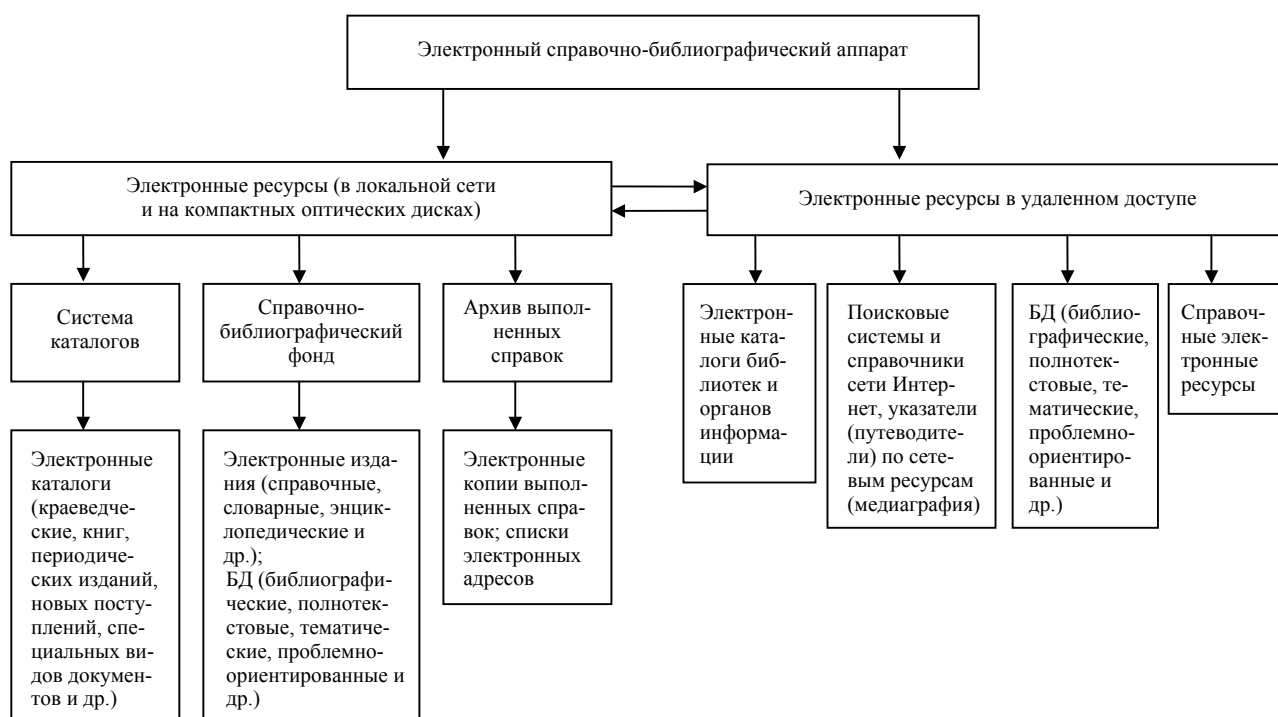 Электронный справочно-библиографический аппарат
Электронные ресурсы (в локальной сети
и на компактных оптических дисках)
Электронные ресурсы в удаленном доступе
Система
каталогов
Справочно-
библиографический
фонд
Архив выпол-
ненных
справок
Электрон-
ные ката-
логи биб-
лиотек и
органов
информа-
ции
Поисковые
системы и
справочники
сети Интер-
нет, указатели
(путеводите-
ли) по сете-
вым ресурсам
(медиаграфия)
БД (библио-
графические,
полнотек-
стовые, те-
матические,
проблемно-
ориентиро-
ванные и
др.)
Справоч-
ные элек-
тронные
ресурсы
Электронные
каталоги
(краеведче-
ские, книг,
периодиче-
ских изданий,
новых посту-
плений, спе-
циальных ви-
дов докумен-
тов и др.)
Электронные изда-
ния (справочные,
словарные, энцик-
лопедические и
др.);
БД (библиографи-
ческие, полнотек-
стовые, тематиче-
ские, проблемно-
ориентированные и
др.)
Электронные
копии выпол-
ненных спра-
вок; списки
электронных
адресов